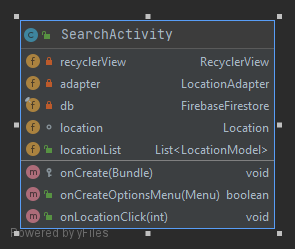 SearchActivity
recyclerView RecyclerView
adapter LocationAdapter
db FirebaseFirestore
location Location
locationList List<LocationModel>
onCreate(Bundle) void
onCreateOptionsMenu(Menu) boolean
onLocationClick(int) void
Powered by yFiles